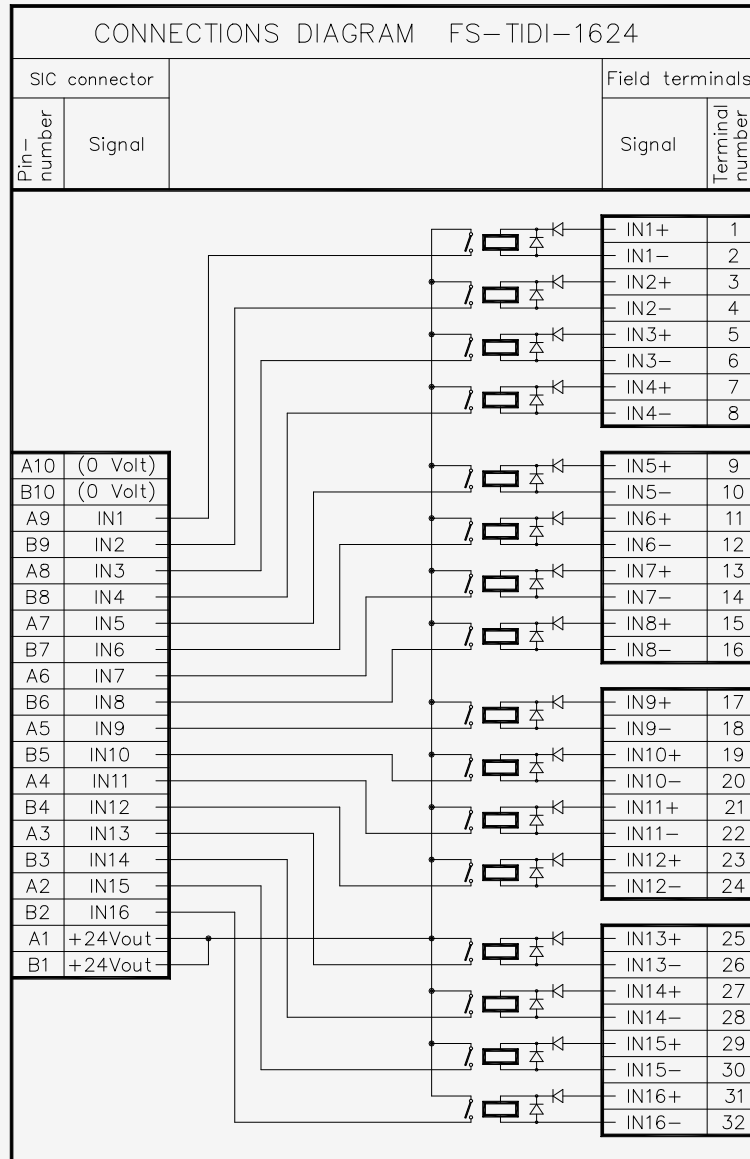 CONNECTIONS DIAGRAM FS-TIDI-1624
SIC connector
Field terminals
Pin-number
Signal
Signal
Terminal number
IN1+ 1
IN1- 2
IN2+ 3
IN2- 4
IN3+ 5
IN3- 6
IN4+ 7
IN4- 8
A10 (0 Volt)
B10 (0 Volt)
A9 IN1
B9 IN2
A8 IN3
B8 IN4
A7 IN5
B7 IN6
A6 IN7
B6 IN8
A5 IN9
B5 IN10
A4 IN11
B4 IN12
A3 IN13
B3 IN14
A2 IN15
B2 IN16
A1 +24Vout
B1 +24Vout
IN5+ 9
IN5- 10
IN6+ 11
IN6- 12
IN7+ 13
IN7- 14
IN8+ 15
IN8- 16
IN9+ 17
IN9- 18
IN10+ 19
IN10- 20
IN11+ 21
IN11- 22
IN12+ 23
IN12- 24
IN13+ 25
IN13- 26
IN14+ 27
IN14- 28
IN15+ 29
IN15- 30
IN16+ 31
IN16- 32